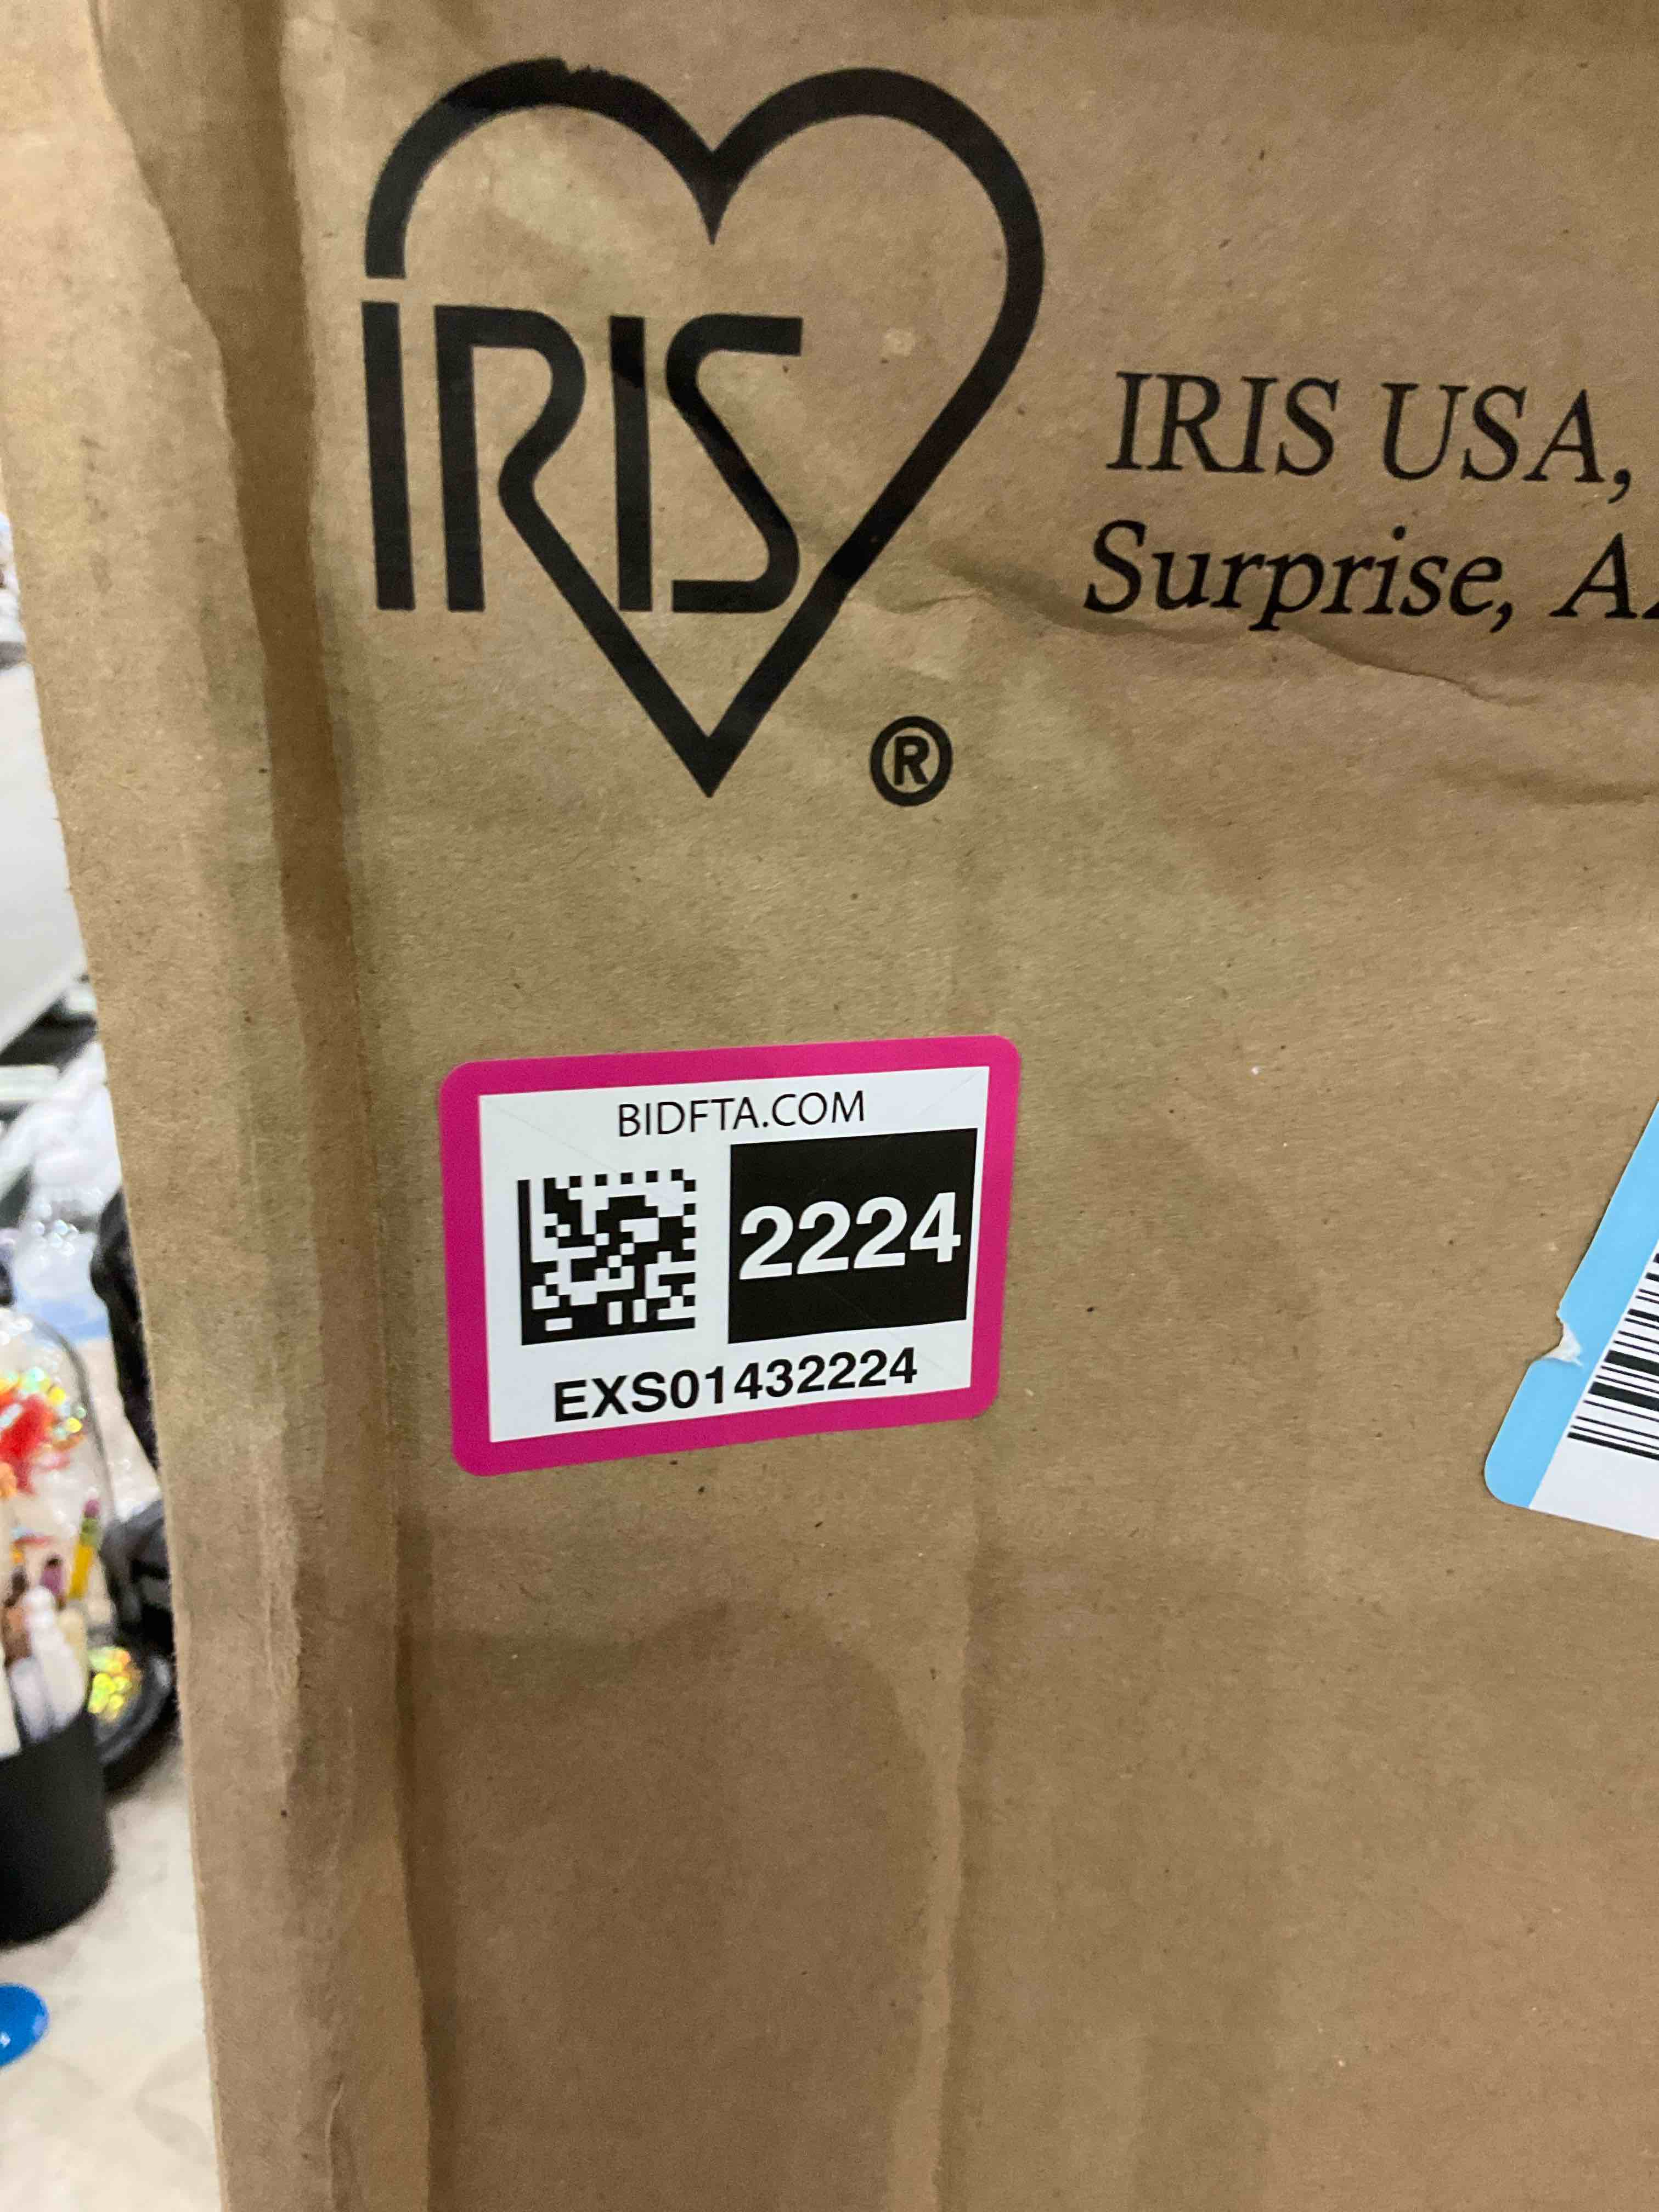 IRIS
IRIS USA,
Surprise,
®
BIDFTA.COM
2224
EXS01432224